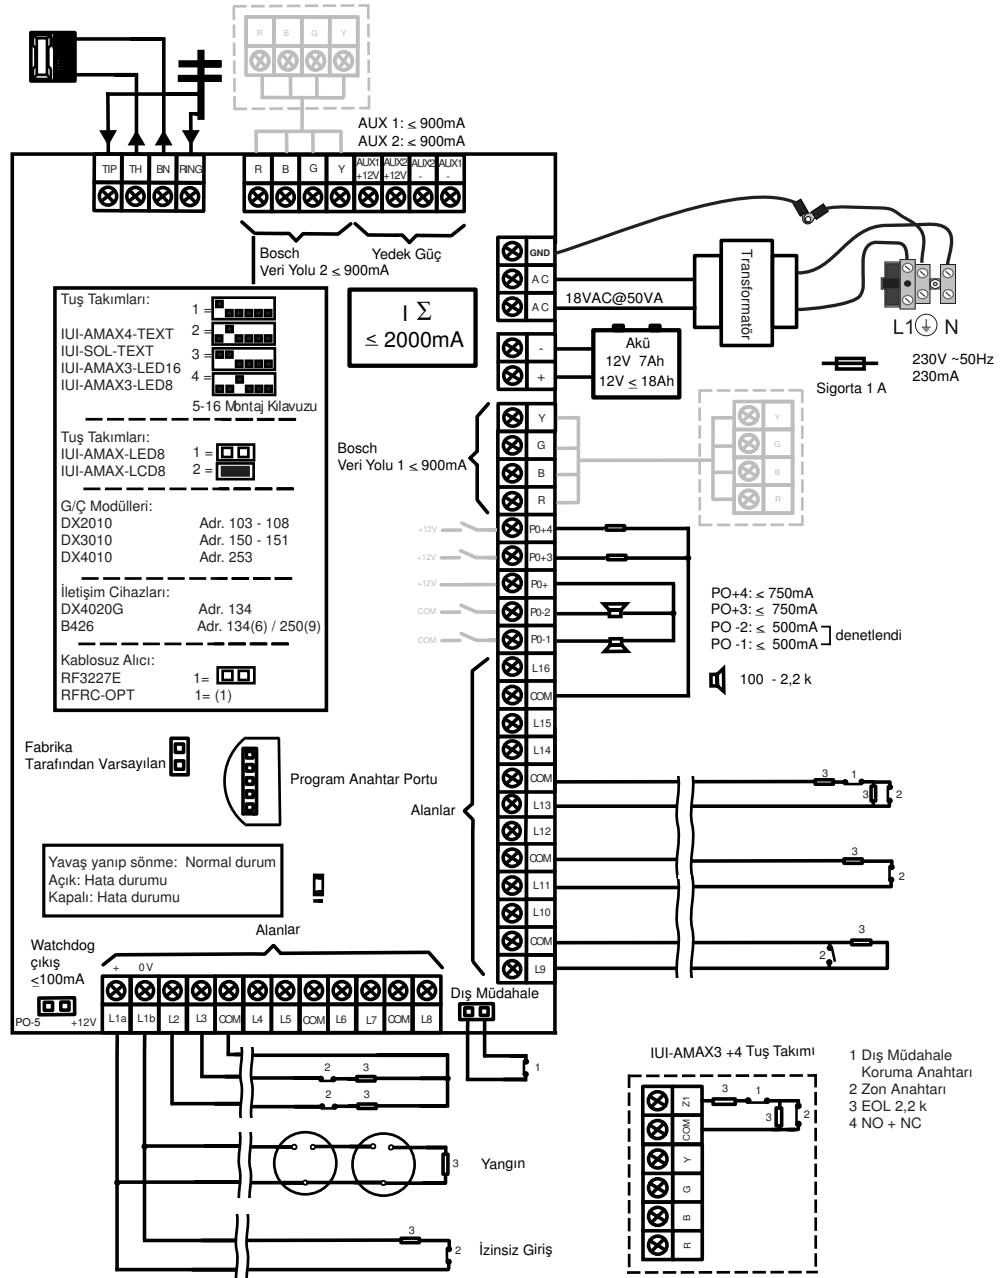 R B G Y
AUX 1: ≤ 900mA
AUX 2: ≤ 900mA
TIP TH BN RING
R B G Y AUX1 +12V AUX2 +12V AUX2 - AUX1 -
Bosch
Veri Yolu 2 ≤ 900mA
Yedek Güç
GND
AC
AC
18VAC@50VA
Transformatör
L1 N
230V ~50Hz
230mA
Sigorta 1 A
I Σ
≤ 2000mA
-
+
Akü
12V 7Ah
12V ≤ 18Ah
Tuş Takımları:
1 =
IUI-AMAX4-TEXT 2 =
IUI-SOL-TEXT 3 =
IUI-AMAX3-LED16
IUI-AMAX3-LED8 4 =
5-16 Montaj Kılavuzu
Tuş Takımları:
IUI-AMAX-LED8 1 =
IUI-AMAX-LCD8 2 =
G/Ç Modülleri:
DX2010 Adr. 103 - 108
DX3010 Adr. 150 - 151
DX4010 Adr. 253
İletişim Cihazları:
DX4020G Adr. 134
B426 Adr. 134(6) / 250(9)
Kablosuz Alıcı:
RF3227E 1=
RFRC-OPT 1= (1)
Bosch
Veri Yolu 1 ≤ 900mA
Y
G
B
R
Y
G
B
R
+12V P0+4
+12V P0+3
+12V P0+
COM P0-2
COM P0-1
PO+4: ≤ 750mA
PO+3: ≤ 750mA
PO -2: ≤ 500mA
PO -1: ≤ 500mA
denetlendi
100 - 2,2 k
L16
COM
L15
L14
COM
L13
L12
COM
L11
L10
COM
L9
Alanlar
3 1
3 2
3
2
3
2
Fabrika
Tarafından Varsayılan
Program Anahtar Portu
Yavaş yanıp sönme: Normal durum
Açık: Hata durumu
Kapalı: Hata durumu
Watchdog
çıkış
≤100mA
PO-5 +12V
Alanlar
+ 0V
L1a L1b L2 L3 COM L4 L5 COM L6 L7 COM L8
Dış Müdahale
1
2 3
2 3
3 Yangın
3
2 İzinsiz Giriş
IUI-AMAX3 +4 Tuş Takımı
Z1
COM
Y
G
B
R
3 1
3 2
1 Dış Müdahale
Koruma Anahtarı
2 Zon Anahtarı
3 EOL 2,2 k
4 NO + NC